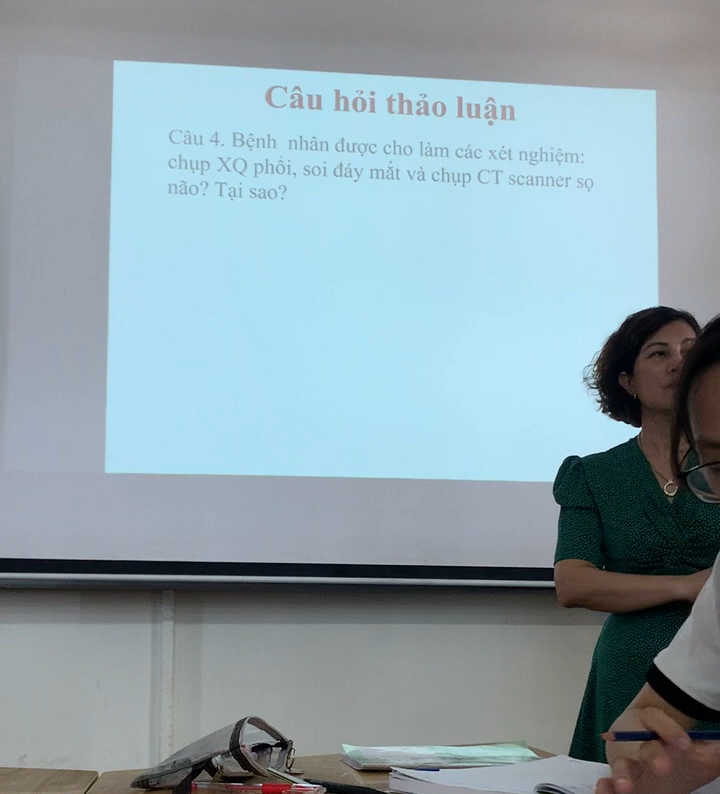 Câu hỏi thảo luận
Câu 4. Bệnh nhân được cho làm các xét nghiệm:
chụp XQ phổi, soi đáy mắt và chụp CT scanner sọ
não? Tại sao?